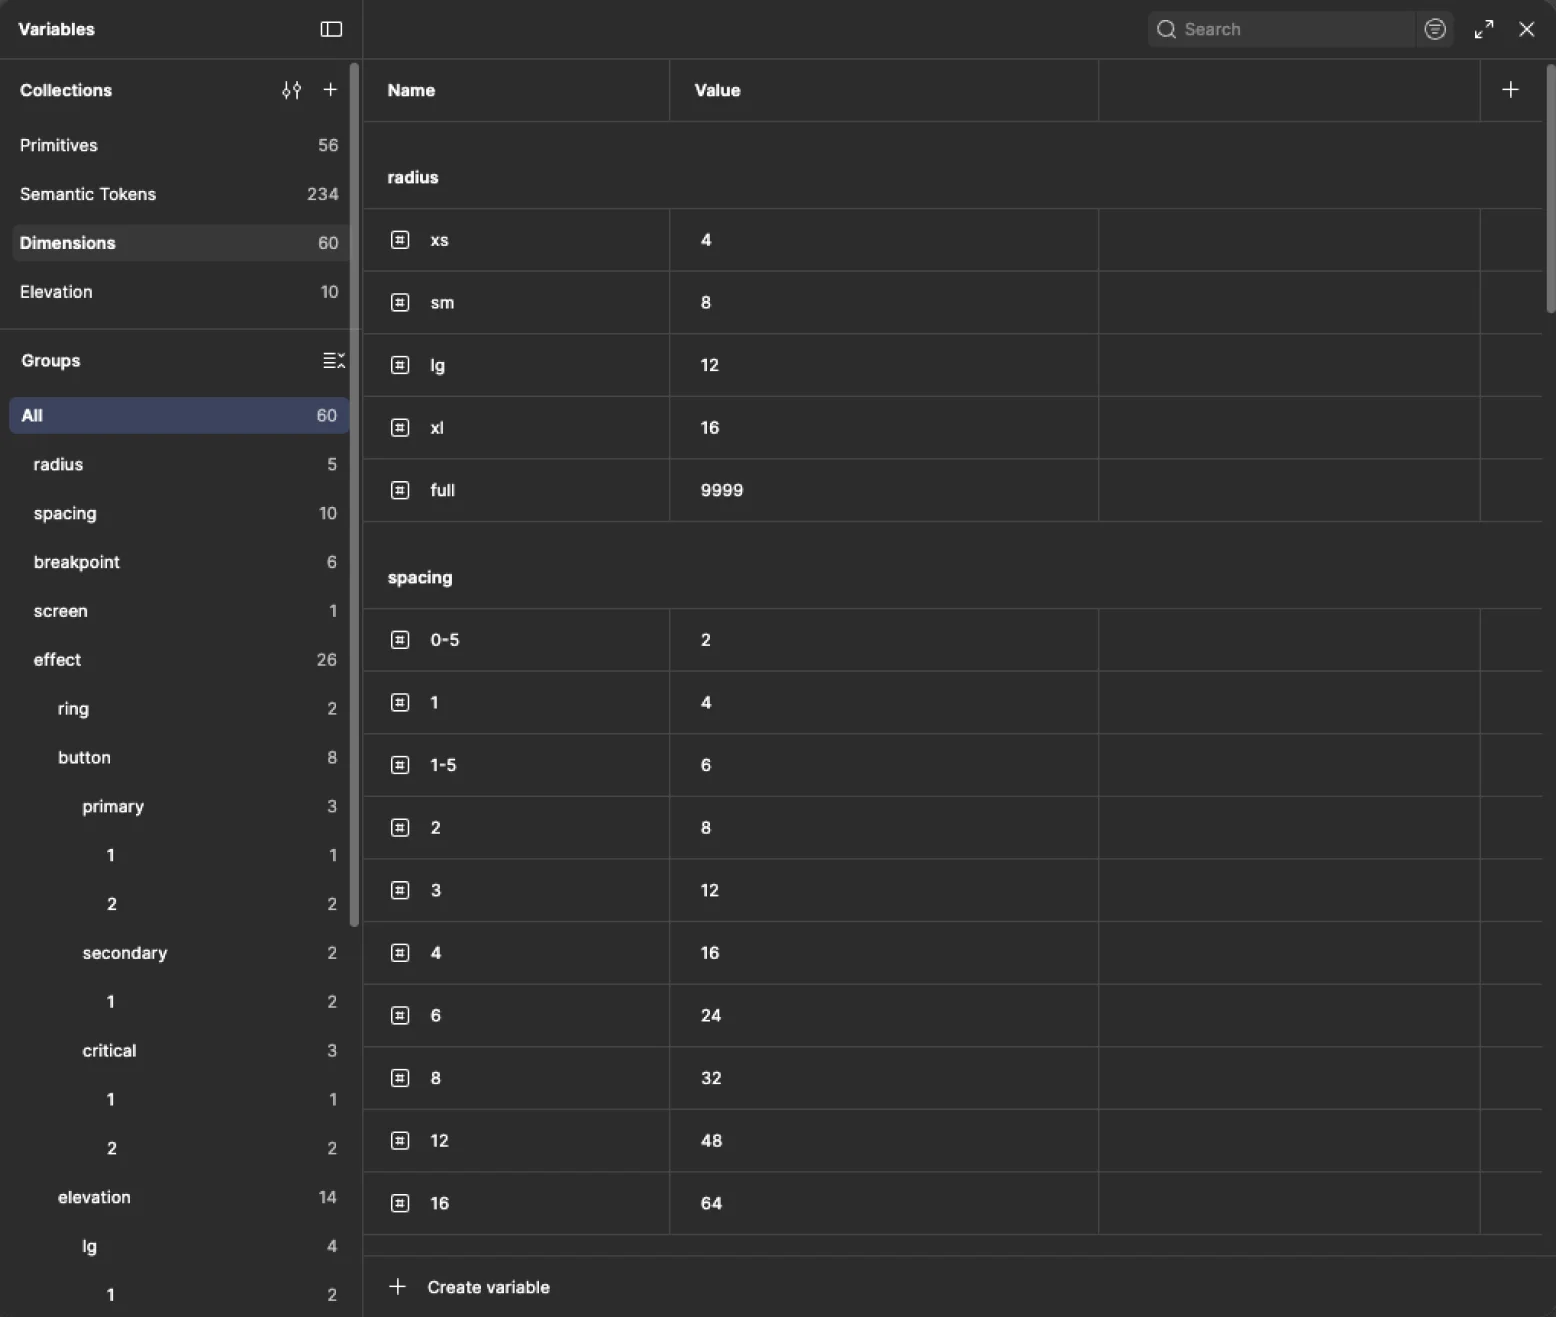 Variables
Search
Collections
Primitives 56
Semantic Tokens 234
Dimensions 60
Elevation 10
Groups
All 60
radius 5
spacing 10
breakpoint 6
screen 1
effect 26
ring 2
button 8
primary 3
1 1
2 2
secondary 2
1 2
critical 3
1 1
2 2
elevation 14
lg 4
1 2
Name Value
radius
xs 4
sm 8
lg 12
xl 16
full 9999
spacing
0-5 2
1 4
1-5 6
2 8
3 12
4 16
6 24
8 32
12 48
16 64
Create variable